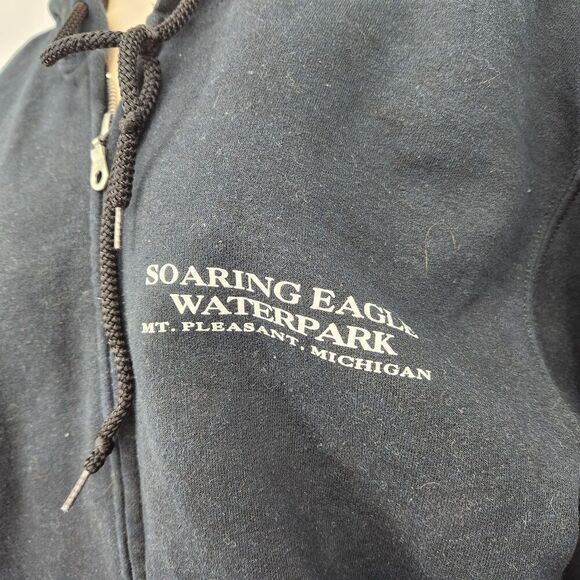 SOARING EAGLE
WATERPARK
MT. PLEASANT, MICHIGAN